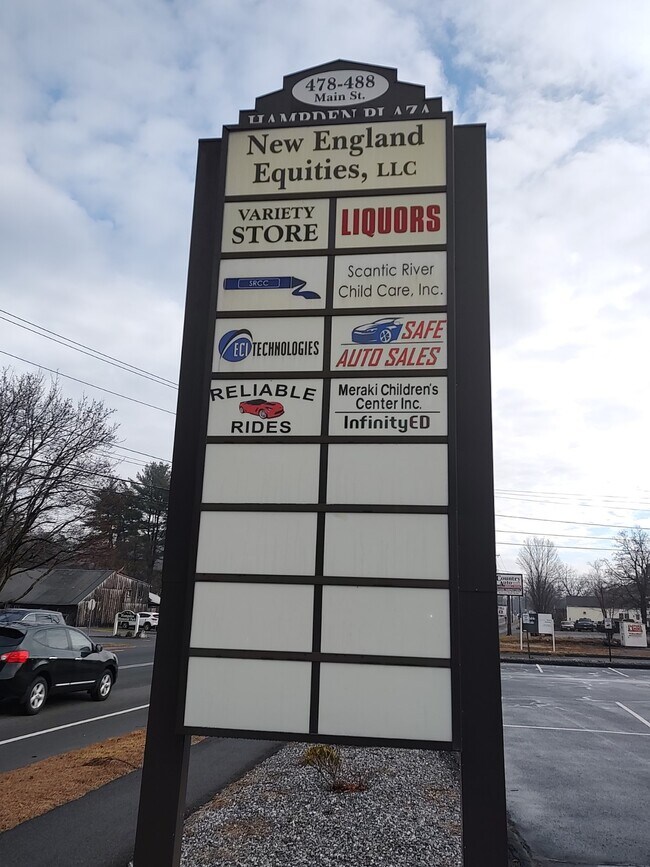 478-488
Main St.
HAMPDEN PLAZA
New England
Equities, LLC
VARIETY
STORE
LIQUORS
SRCC
Scantic River
Child Care, Inc.
ECI TECHNOLOGIES
SAFE
AUTO SALES
RELIABLE
RIDES
Meraki Children's
Center Inc.
InfinityED